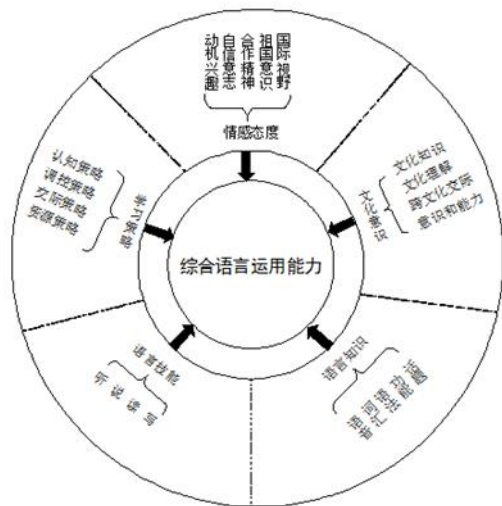 动机兴趣
自信意志
合作精神
祖国意识
国际视野
情感态度
文化意识
文化知识
文化理解
跨文化交际
意识和能力
语言知识
语音
词汇
语法
功能
话题
语言技能
听 说 读 写
学习策略
认知策略
调控策略
交际策略
资源策略
综合语言运用能力